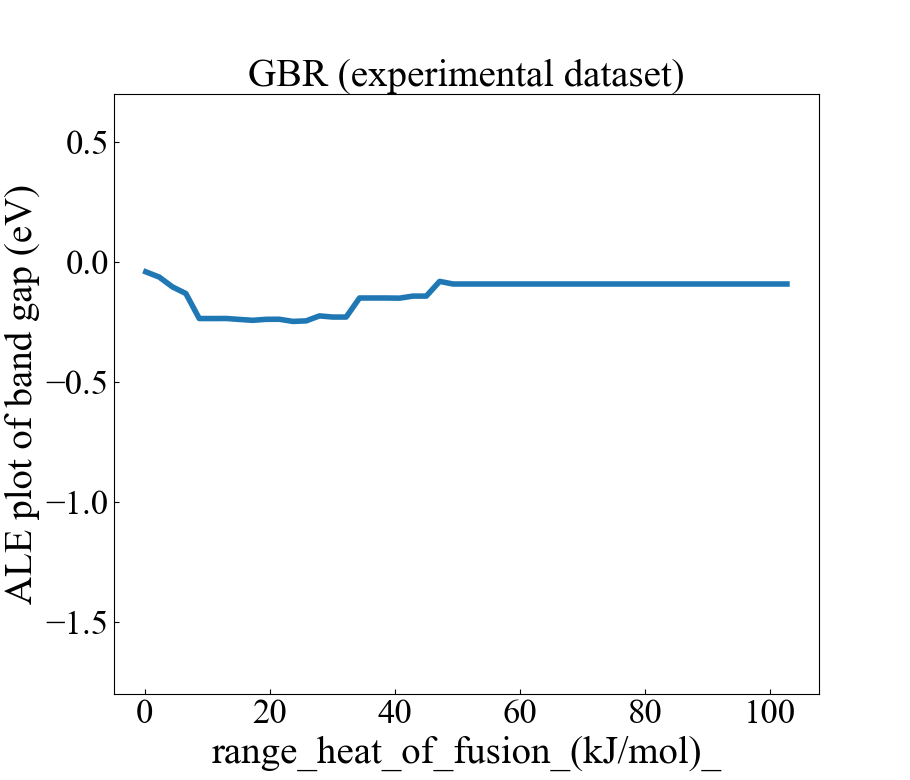 GBR (experimental dataset)
ALE plot of band gap (eV)
0.5
0.0
−0.5
−1.0
−1.5
0 20 40 60 80 100
range_heat_of_fusion_(kJ/mol)_